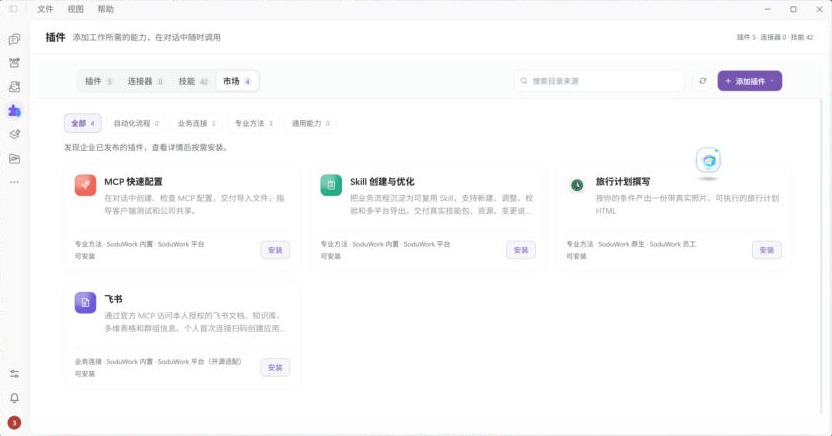 文件 视图 帮助
插件 添加工作所需的能力，在对话中随时调用
插件 5 · 连接器 0 · 技能 42
插件 5 连接器 0 技能 42 市场 4
搜索目录来源
+ 添加插件
全部 4 自动化流程 0 业务连接 1 专业方法 3 通用能力 0
发现企业已发布的插件，查看详情后按需安装。
MCP 快速配置
在对话中创建、检查 MCP 配置，交付导入文件，指
导客户端测试和公司共享。
专业方法 · SoduWork 内置 · SoduWork 平台
可安装
安装
Skill 创建与优化
把业务流程沉淀为可复用 Skill，支持新建、调整、校
验和多平台导出。交付真实技能包、资源、变更说...
专业方法 · SoduWork 内置 · SoduWork 平台
可安装
安装
旅行计划撰写
按你的条件产出一份带真实照片、可执行的旅行计划
HTML
专业方法 · SoduWork 原生 · SoduWork 员工
可安装
安装
飞书
通过官方 MCP 访问本人授权的飞书文档、知识库、
多维表格和群组信息。个人首次连接扫码创建应用...
业务连接 · SoduWork 内置 · SoduWork 平台（开源适配）
可安装
安装
3